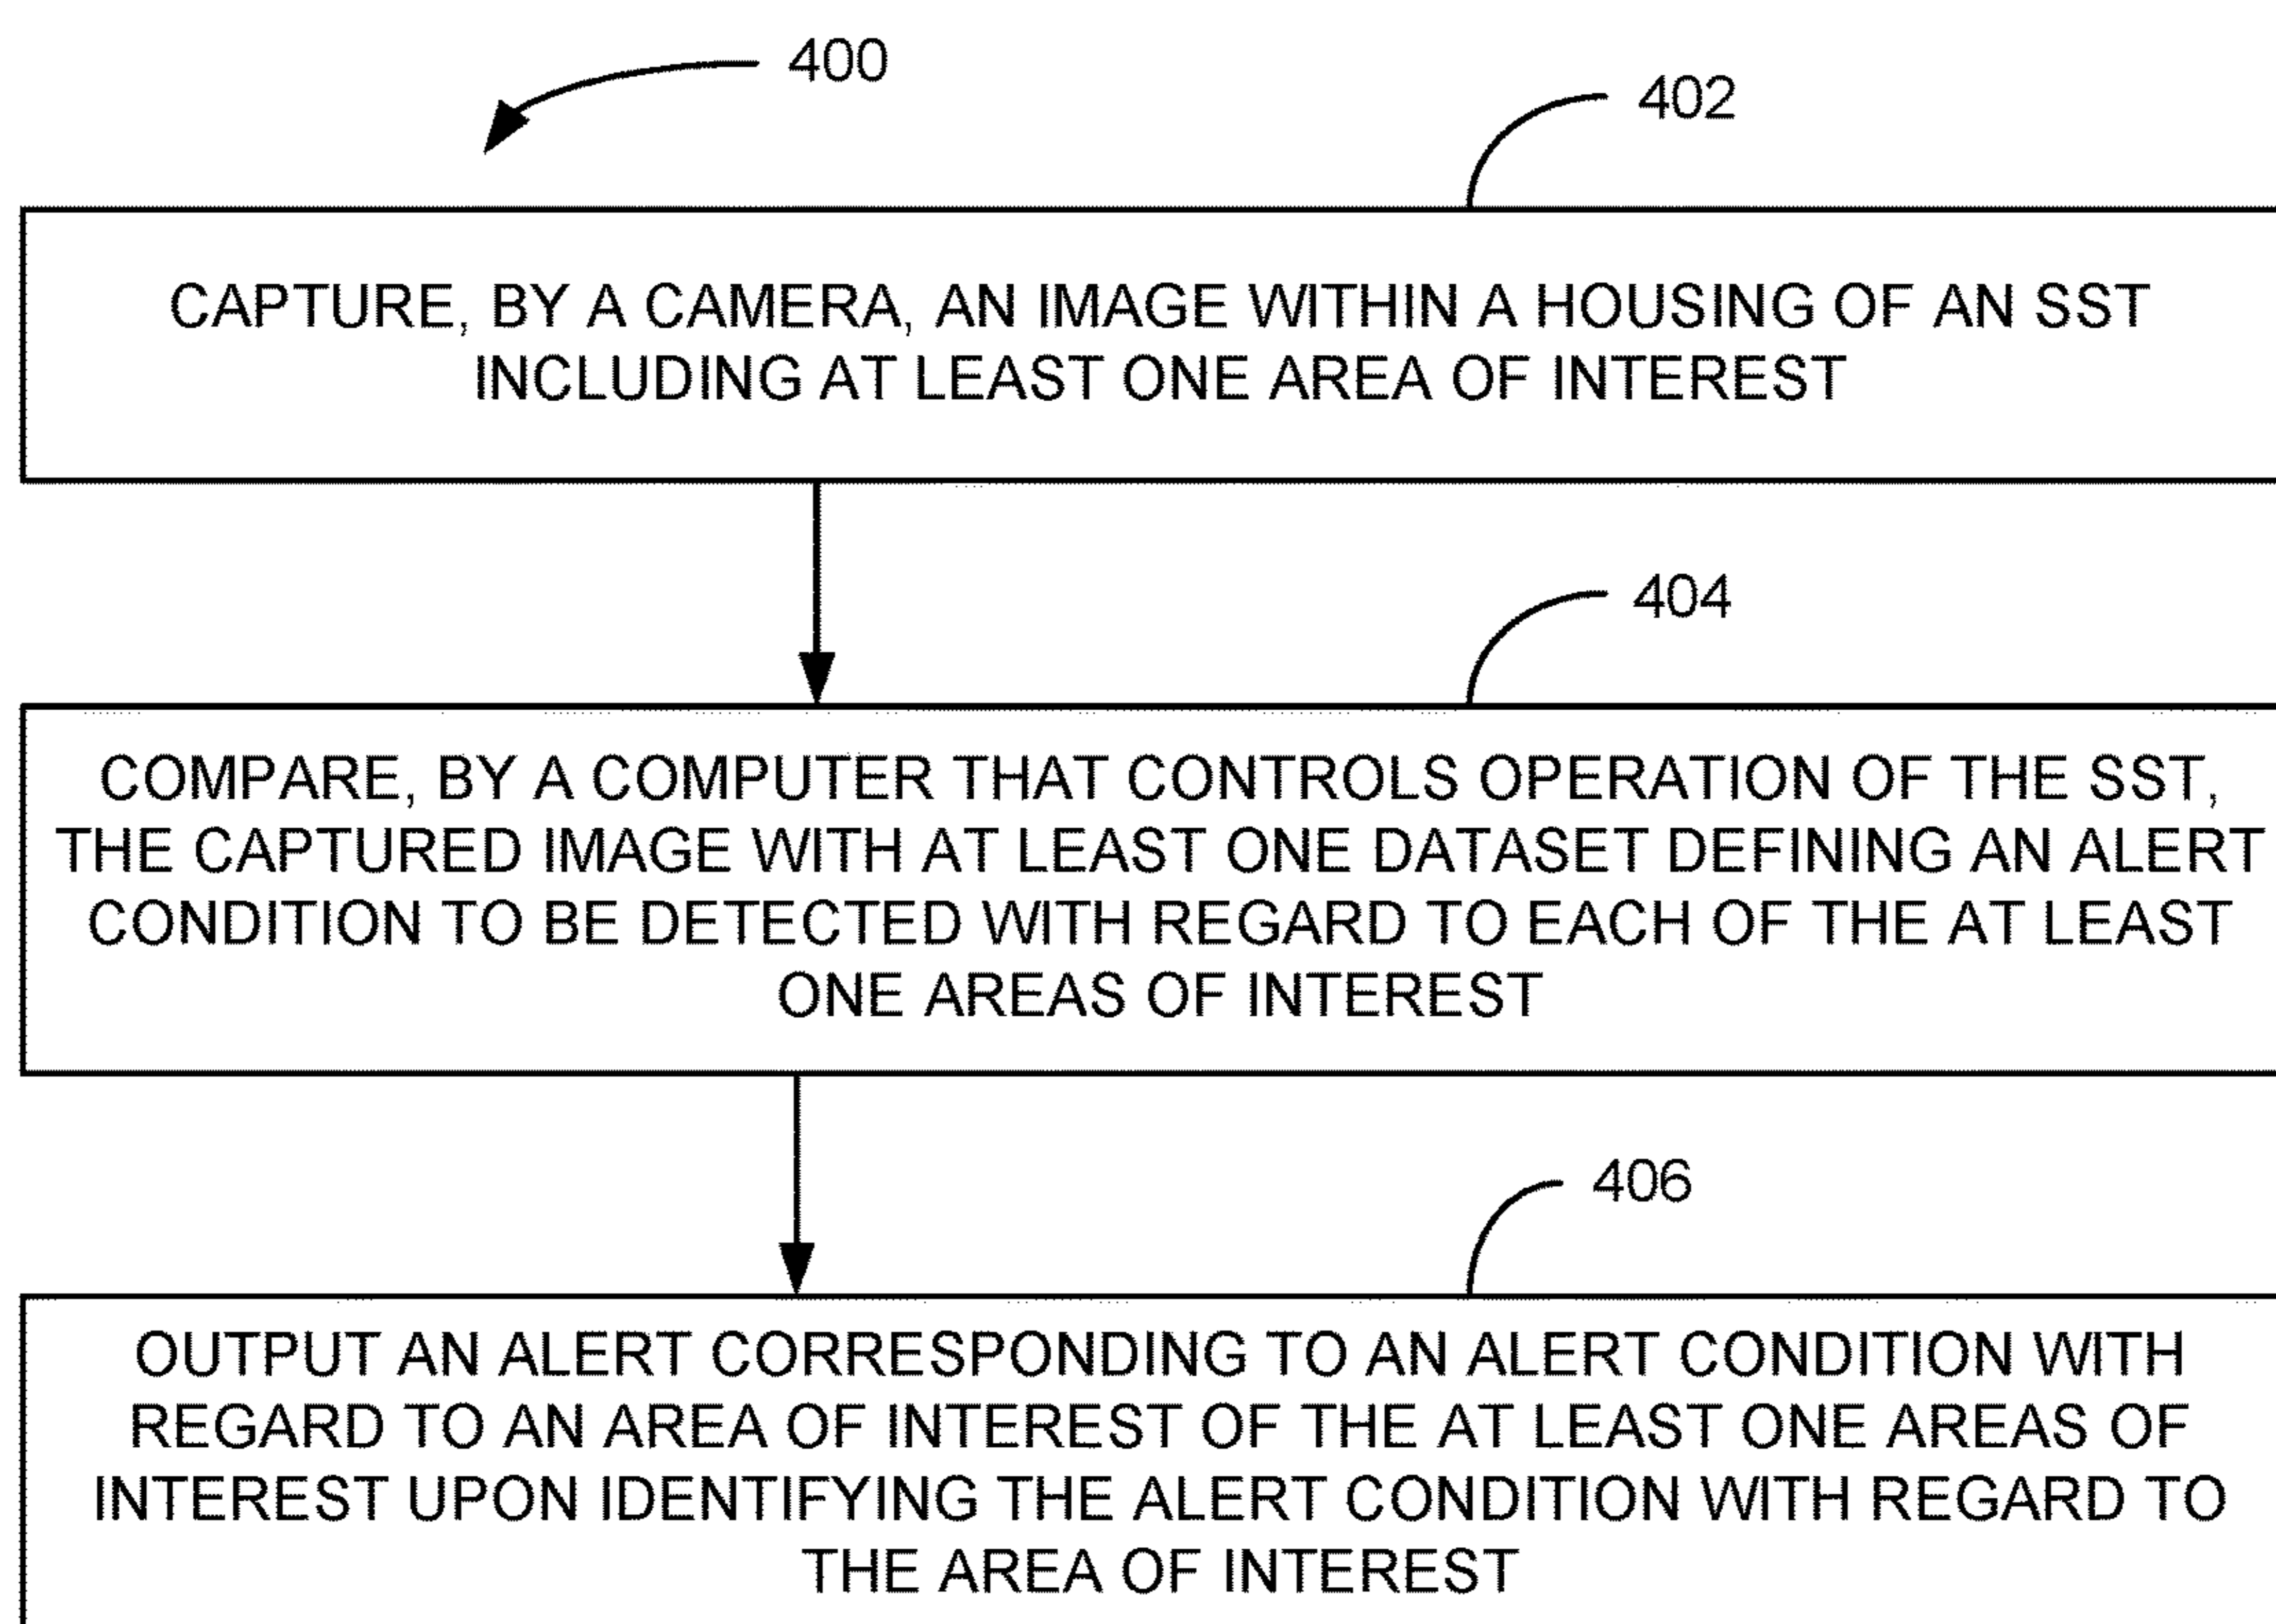 400
402
CAPTURE, BY A CAMERA, AN IMAGE WITHIN A HOUSING OF AN SST
INCLUDING AT LEAST ONE AREA OF INTEREST
404
COMPARE, BY A COMPUTER THAT CONTROLS OPERATION OF THE SST,
THE CAPTURED IMAGE WITH AT LEAST ONE DATASET DEFINING AN ALERT
CONDITION TO BE DETECTED WITH REGARD TO EACH OF THE AT LEAST
ONE AREAS OF INTEREST
406
OUTPUT AN ALERT CORRESPONDING TO AN ALERT CONDITION WITH
REGARD TO AN AREA OF INTEREST OF THE AT LEAST ONE AREAS OF
INTEREST UPON IDENTIFYING THE ALERT CONDITION WITH REGARD TO
THE AREA OF INTEREST